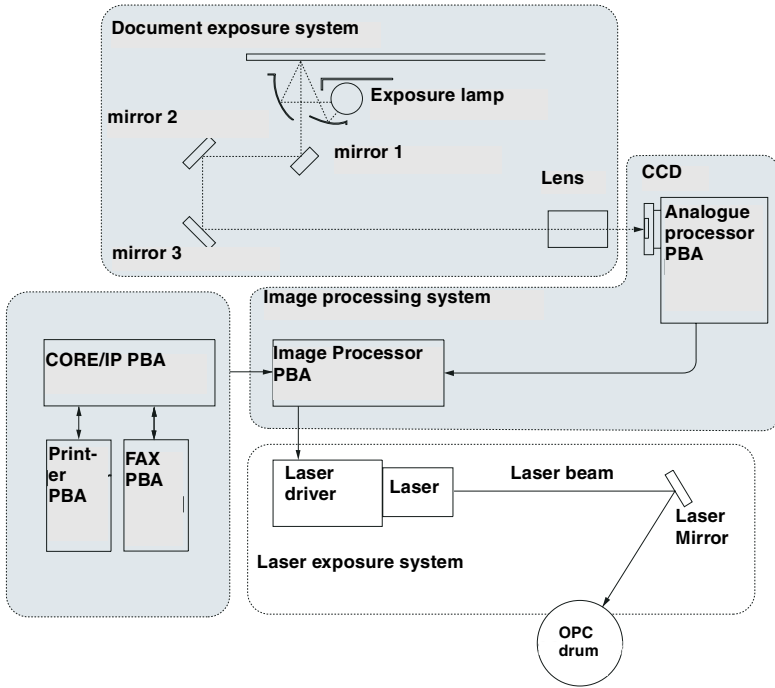 Document exposure system
Exposure lamp
mirror 2
mirror 1
Lens
CCD
Analogue
processor
PBA
mirror 3
Image processing system
CORE/IP PBA
Image Processor
PBA
Print-
er
PBA
FAX
PBA
Laser
driver
Laser
Laser beam
Laser
Mirror
Laser exposure system
OPC
drum